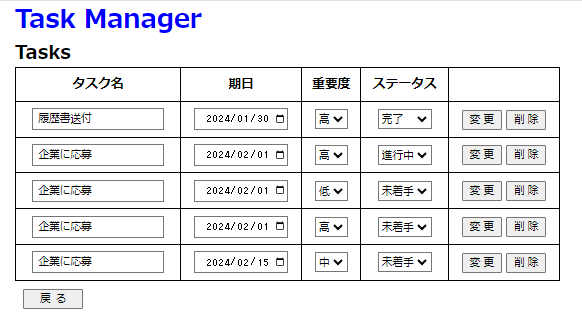 Task Manager
Tasks
タスク名 期日 重要度 ステータス
履歴書送付 2024/01/30 高 完了 変更 削除
企業に応募 2024/02/01 高 進行中 変更 削除
企業に応募 2024/02/01 低 未着手 変更 削除
企業に応募 2024/02/01 高 未着手 変更 削除
企業に応募 2024/02/15 中 未着手 変更 削除
戻る